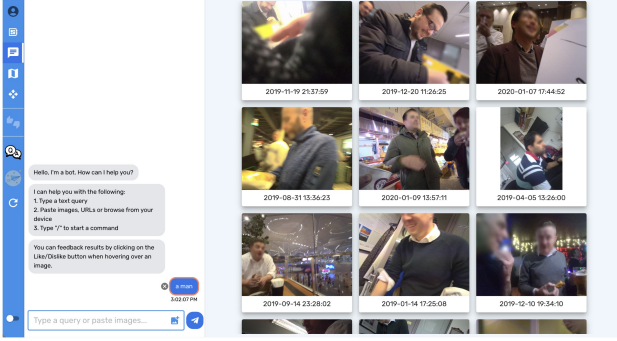 Hello, I'm a bot. How can I help you?
I can help you with the following:
1. Type a text query
2. Paste images, URLs or browse from your
device
3. Type "/" to start a command
You can feedback results by clicking on the
Like/Dislike button when hovering over an
image.
a man
3:02:07 PM
Type a query or paste images...
2019-11-19 21:37:59
2019-12-20 11:26:25
2020-01-07 17:44:52
2019-08-31 13:36:23
2020-01-09 13:57:11
2019-04-05 13:26:00
2019-09-14 23:28:02
2019-01-14 17:25:08
2019-12-10 19:34:10